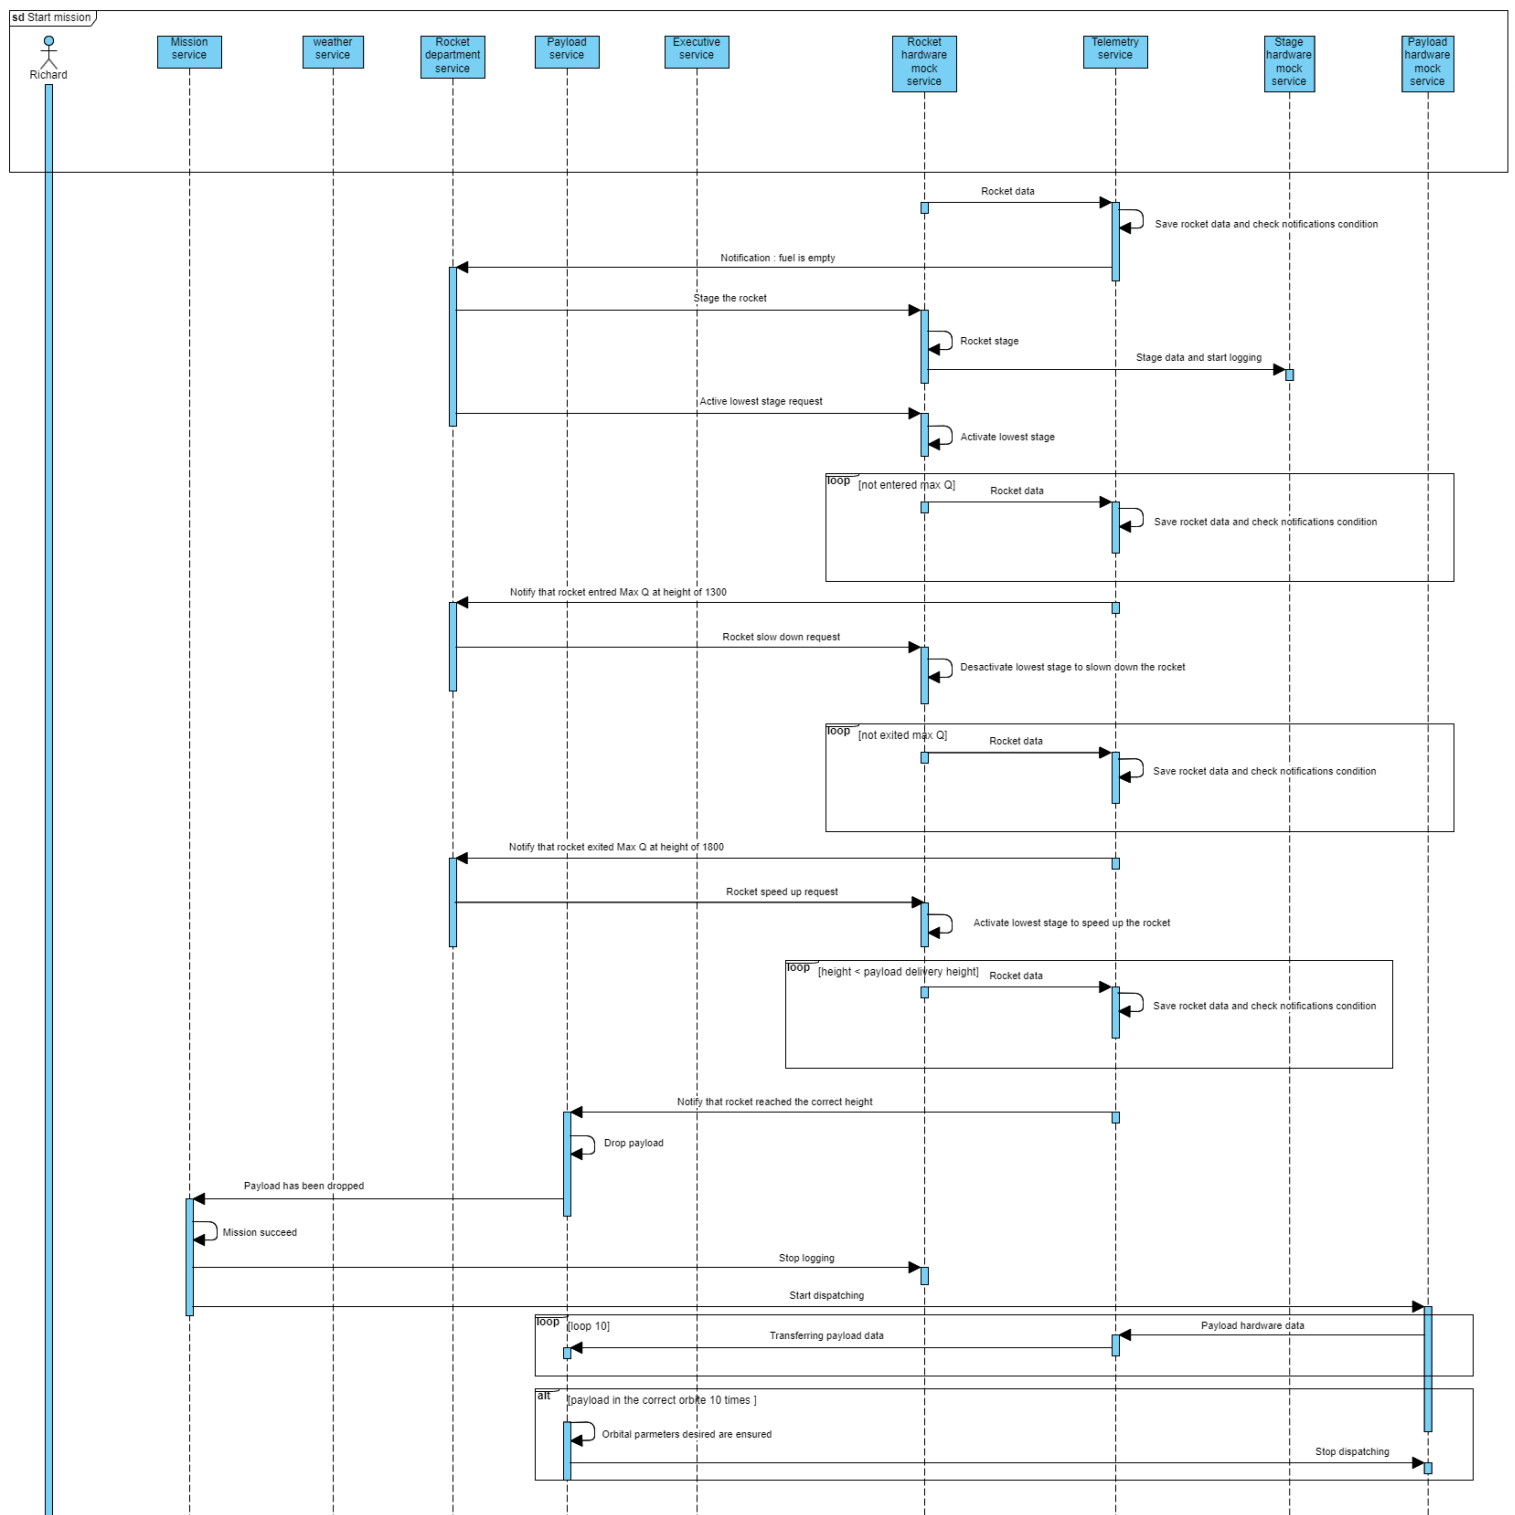 sd Start mission
Richard
Mission
service
weather
service
Rocket
department
service
Payload
service
Executive
service
Rocket
hardware
mock
service
Telemetry
service
Stage
hardware
mock
service
Payload
hardware
mock
service
Rocket data
Save rocket data and check notifications condition
Notification : fuel is empty
Stage the rocket
Rocket stage
Stage data and start logging
Active lowest stage request
Activate lowest stage
loop [not entered max Q]
Rocket data
Save rocket data and check notifications condition
Notify that rocket entred Max Q at height of 1300
Rocket slow down request
Desactivate lowest stage to slown down the rocket
loop [not exited max Q]
Rocket data
Save rocket data and check notifications condition
Notify that rocket exited Max Q at height of 1800
Rocket speed up request
Activate lowest stage to speed up the rocket
loop [height < payload delivery height]
Rocket data
Save rocket data and check notifications condition
Notify that rocket reached the correct height
Drop payload
Payload has been dropped
Mission succeed
Stop logging
Start dispatching
loop [loop 10]
Payload hardware data
Transferring payload data
alt [payload in the correct orbite 10 times ]
Orbital parmeters desired are ensured
Stop dispatching